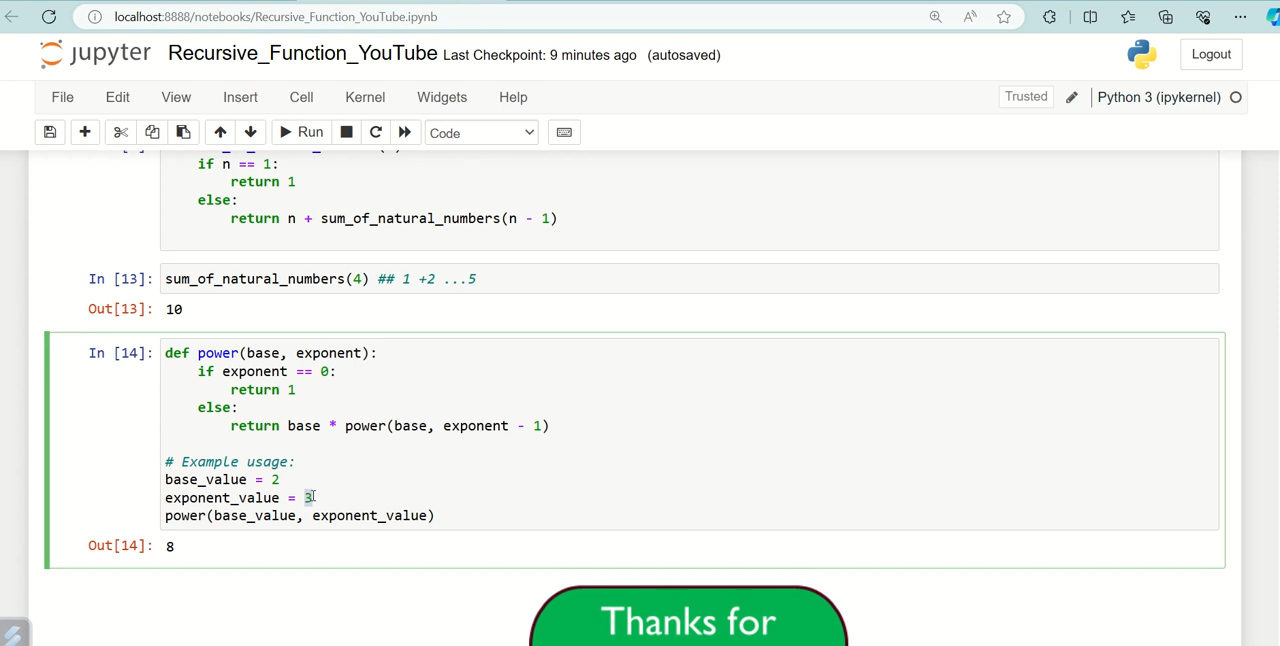 localhost:8888/notebooks/Recursive_Function_YouTube.ipynb
jupyter Recursive_Function_YouTube Last Checkpoint: 9 minutes ago (autosaved)
Logout
File Edit View Insert Cell Kernel Widgets Help
Trusted Python 3 (ipykernel)
Run Code
if n == 1:
return 1
else:
return n + sum_of_natural_numbers(n - 1)
In [13]: sum_of_natural_numbers(4) ## 1 +2 ...5
Out[13]: 10
In [14]: def power(base, exponent):
if exponent == 0:
return 1
else:
return base * power(base, exponent - 1)
# Example usage:
base_value = 2
exponent_value = 3
power(base_value, exponent_value)
Out[14]: 8
Thanks for